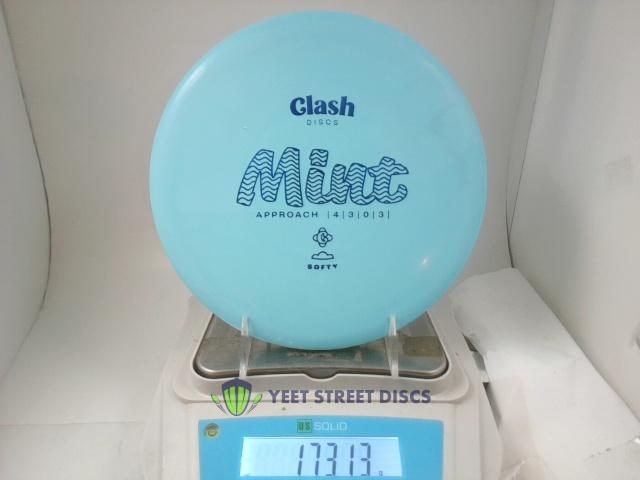 Clash
DISCS
Mint
APPROACH |4|3|0|3|
SOFTY
YEET STREET DISCS
US SOLID
173.13 g